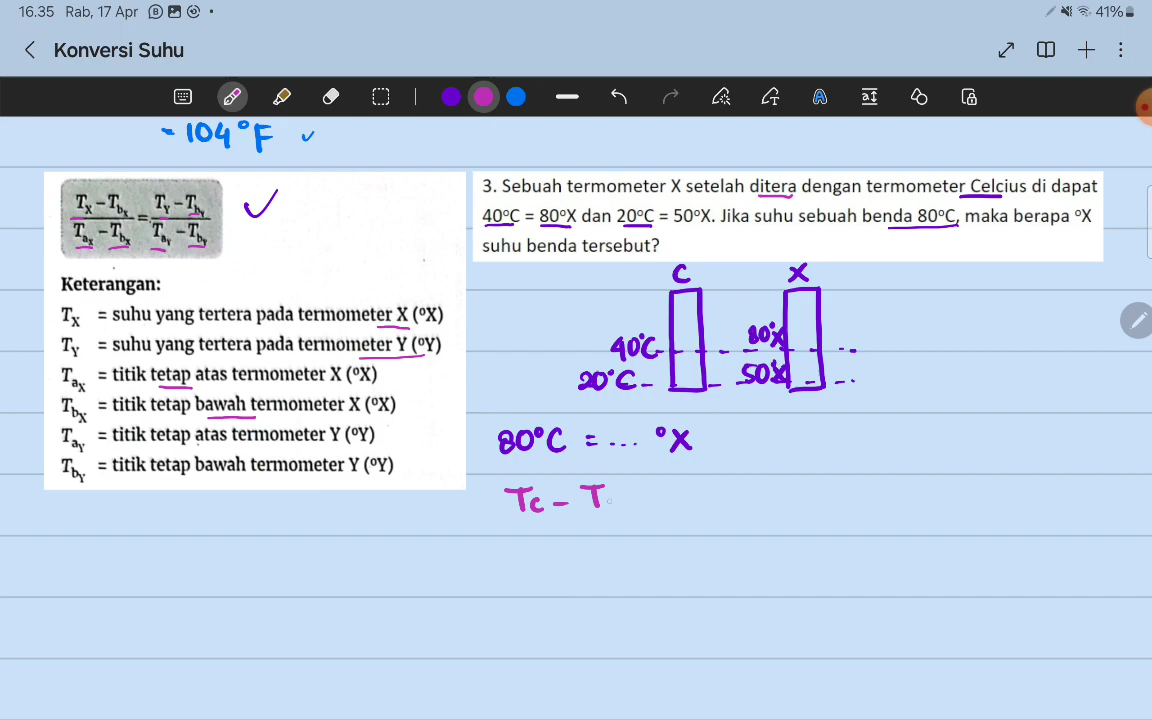 16.35 Rab, 17 Apr 41%
Konversi Suhu
= 104°F ✓
Tx – Tbx / Tax – Tbx = TY – TbY / TaY – TbY ✓
Keterangan:
Tx = suhu yang tertera pada termometer X (°X)
TY = suhu yang tertera pada termometer Y (°Y)
Tax = titik tetap atas termometer X (°X)
Tbx = titik tetap bawah termometer X (°X)
TaY = titik tetap atas termometer Y (°Y)
TbY = titik tetap bawah termometer Y (°Y)
3. Sebuah termometer X setelah ditera dengan termometer Celcius di dapat
40°C = 80°X dan 20°C = 50°X. Jika suhu sebuah benda 80°C, maka berapa °X
suhu benda tersebut?
C X
40°C 80°X
20°C 50°X
80°C = ... °X
Tc – T